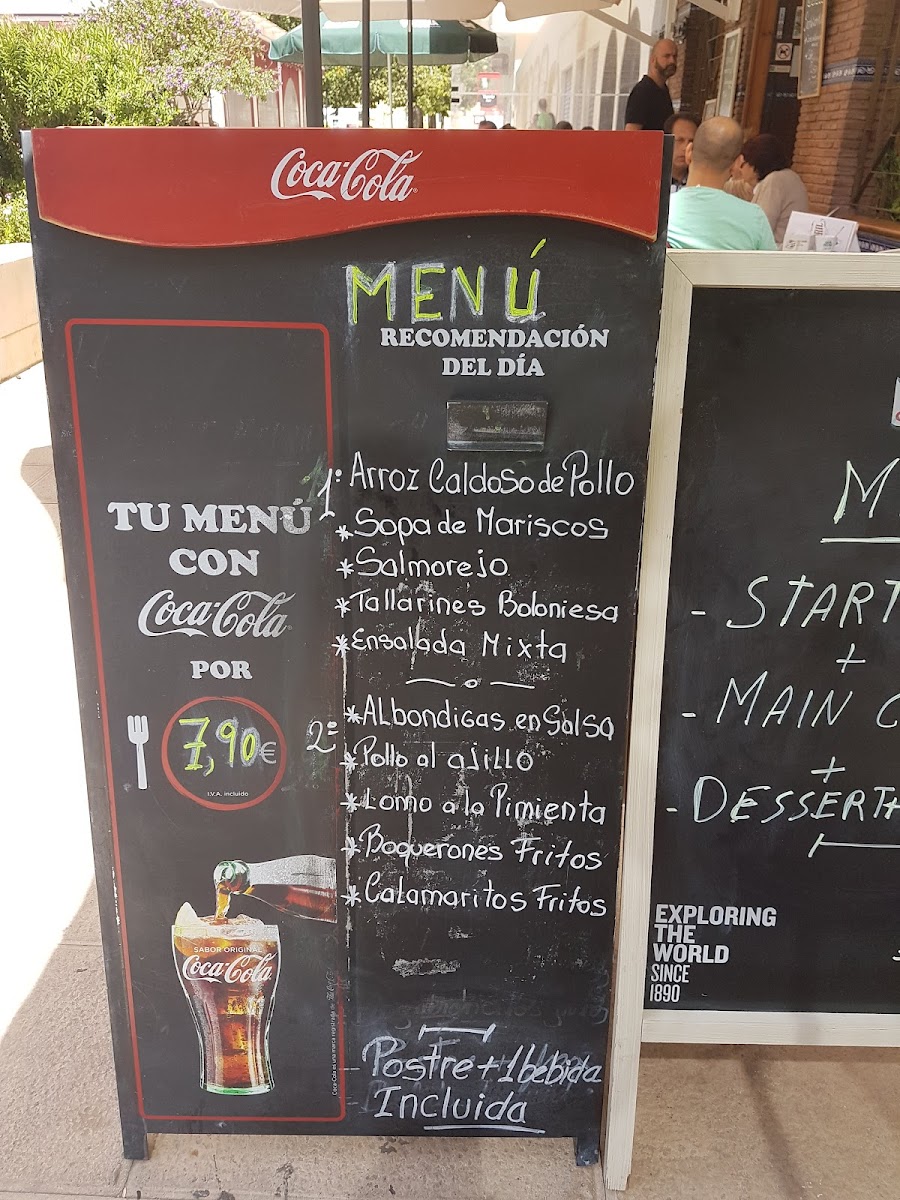 Coca-Cola
MENÚ
RECOMENDACIÓN
DEL DÍA
TU MENÚ
CON
Coca-Cola
POR
7,90€
I.V.A. incluido
SABOR ORIGINAL
Coca-Cola
1º Arroz Caldoso de Pollo
* Sopa de Mariscos
* Salmorejo
* Tallarines Boloniesa
* Ensalada Mixta
2º * Albondigas en Salsa
* Pollo al ajillo
* Lomo a la Pimienta
* Boquerones Fritos
* Calamaritos Fritos
Postre + 1 bebida
Incluida
M
- START
+
- MAIN C
+
- DESSERT
EXPLORING
THE
WORLD
SINCE
1890